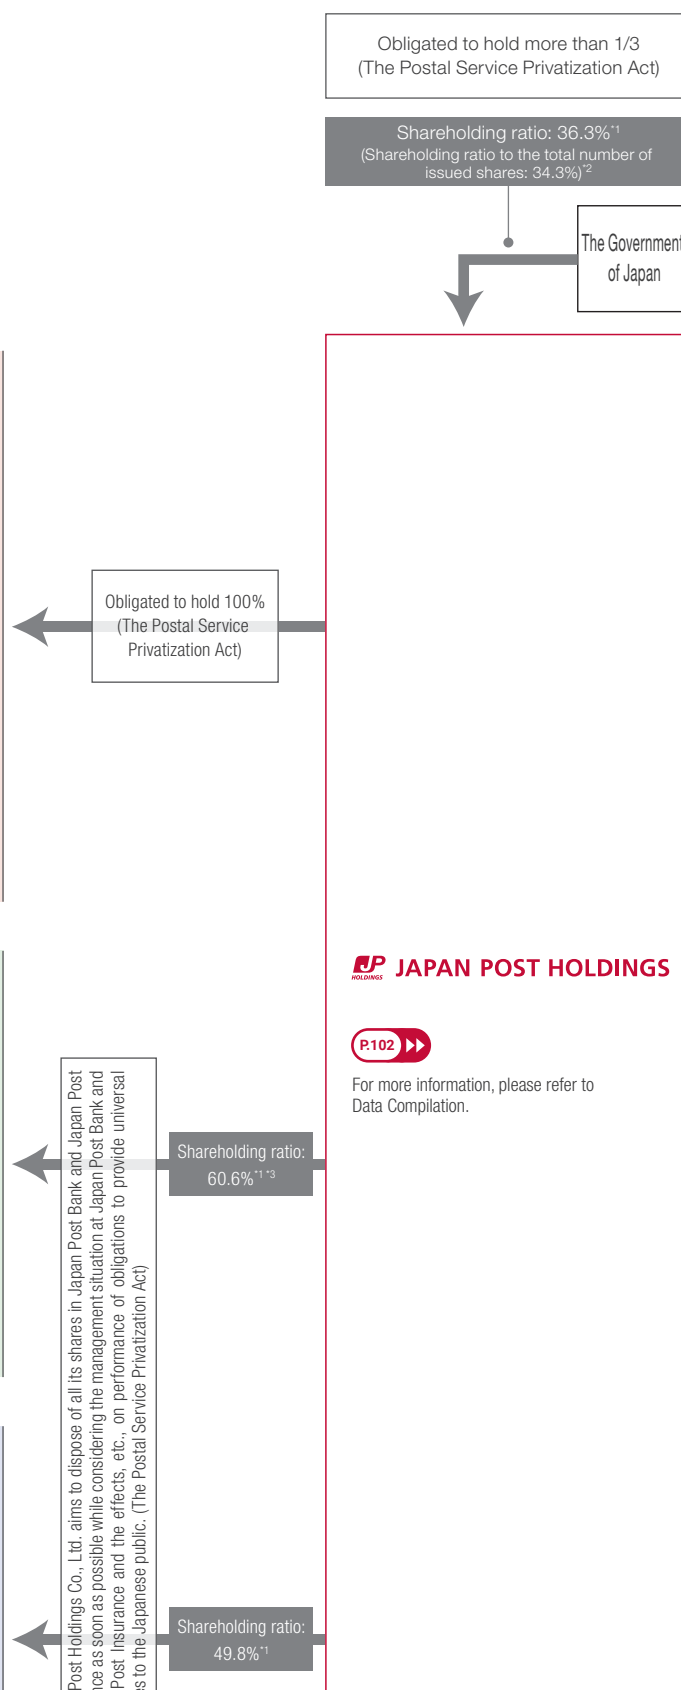 Obligated to hold more than 1/3
(The Postal Service Privatization Act)
Shareholding ratio: 36.3%*1
(Shareholding ratio to the total number of
issued shares: 34.3%)*2
The Government
of Japan
Obligated to hold 100%
(The Postal Service
Privatization Act)
JP
HOLDINGS
JAPAN POST HOLDINGS
P.102
For more information, please refer to
Data Compilation.
Post Holdings Co., Ltd. aims to dispose of all its shares in Japan Post Bank and Japan Post
as soon as possible while considering the management situation at Japan Post Bank and
Post Insurance and the effects, etc., on performance of obligations to provide universal
to the Japanese public. (The Postal Service Privatization Act)
Shareholding ratio:
60.6%*1 *3
Shareholding ratio:
49.8%*1